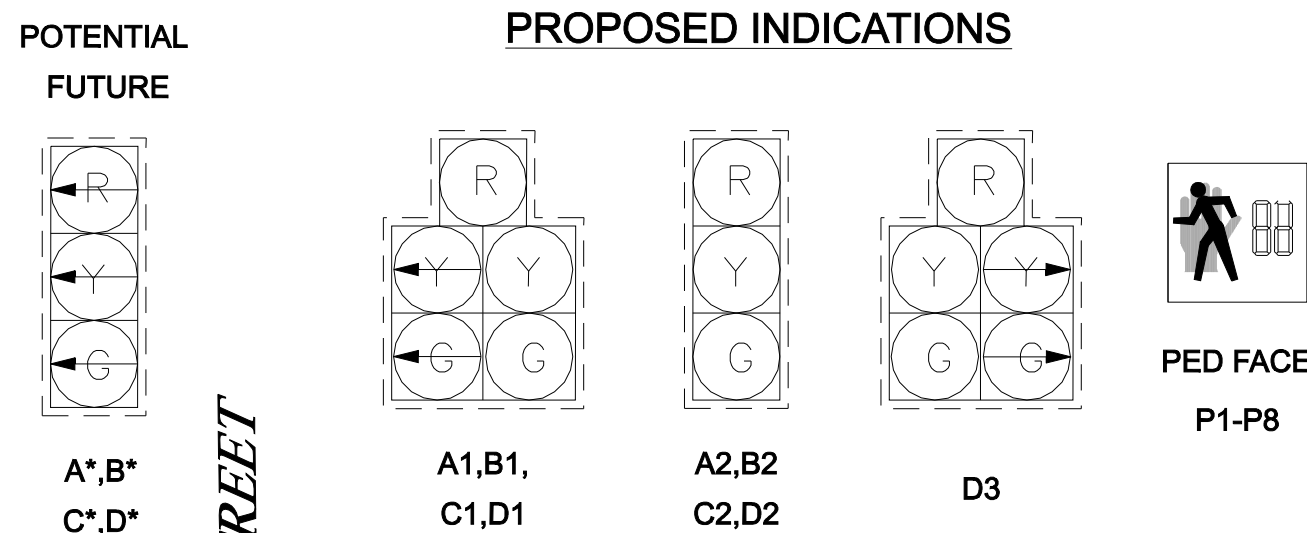 POTENTIAL
FUTURE
PROPOSED INDICATIONS
R
Y
G
A*,B*
C*,D*
R
Y Y
G G
A1,B1,
C1,D1
R
Y
G
A2,B2
C2,D2
R
Y Y
G G
D3
PED FACE
P1-P8
REET